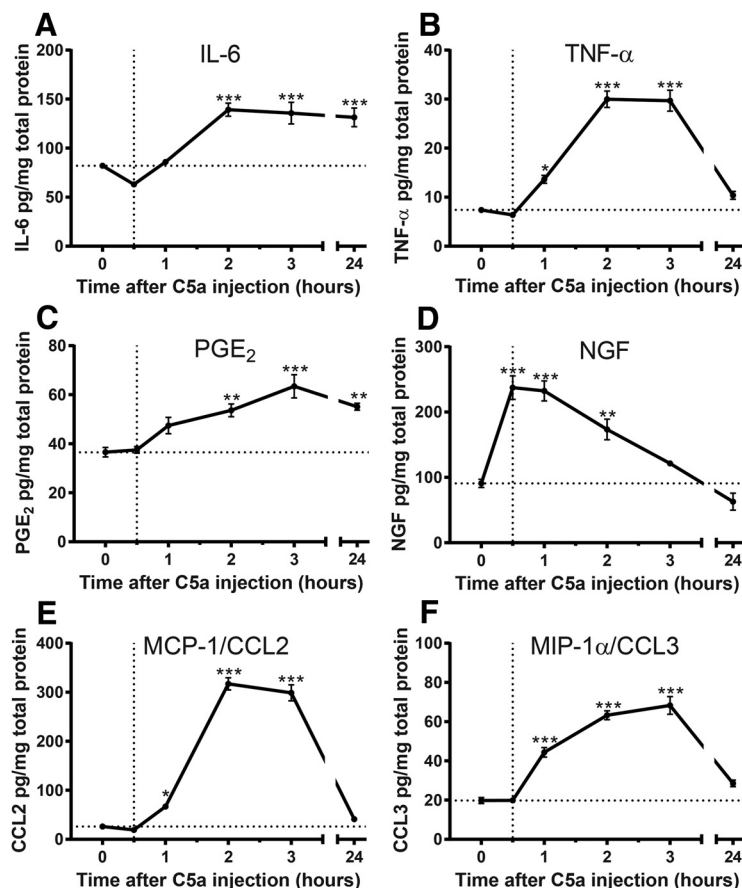 A
IL-6
IL-6 pg/mg total protein
200
150
100
50
0
***
***
***
0 1 2 3 24
Time after C5a injection (hours)
B
TNF-α
TNF-α pg/mg total protein
40
30
20
10
0
*
***
***
0 1 2 3 24
Time after C5a injection (hours)
C
PGE₂
PGE₂ pg/mg total protein
80
60
40
20
0
**
***
**
0 1 2 3 24
Time after C5a injection (hours)
D
NGF
NGF pg/mg total protein
300
200
100
0
***
***
**
0 1 2 3 24
Time after C5a injection (hours)
E
MCP-1/CCL2
CCL2 pg/mg total protein
400
300
200
100
0
*
***
***
0 1 2 3 24
Time after C5a injection (hours)
F
MIP-1α/CCL3
CCL3 pg/mg total protein
100
80
60
40
20
0
***
***
***
0 1 2 3 24
Time after C5a injection (hours)